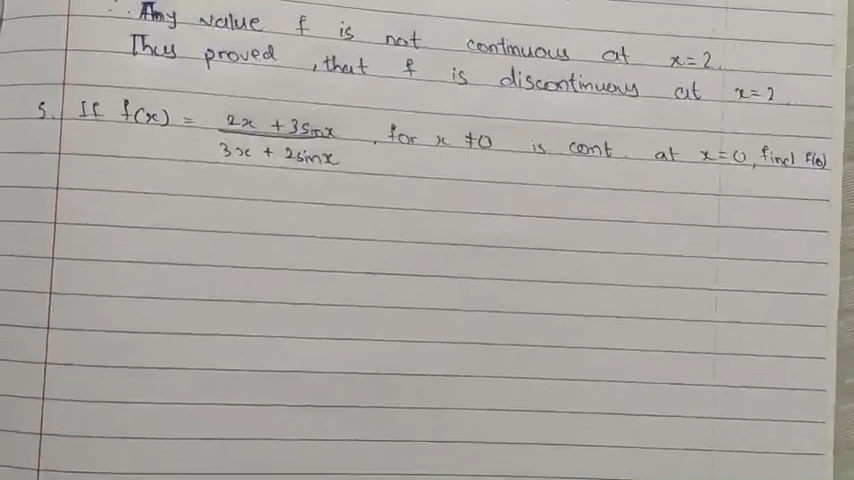 ∴ Any value f is not continuous at x=2.
Thus proved, that f is discontinuous at x=2.
5. If f(x) = (2x + 3sinx)/(3x + 2sinx), for x ≠0 is cont. at x=0, find f(0)